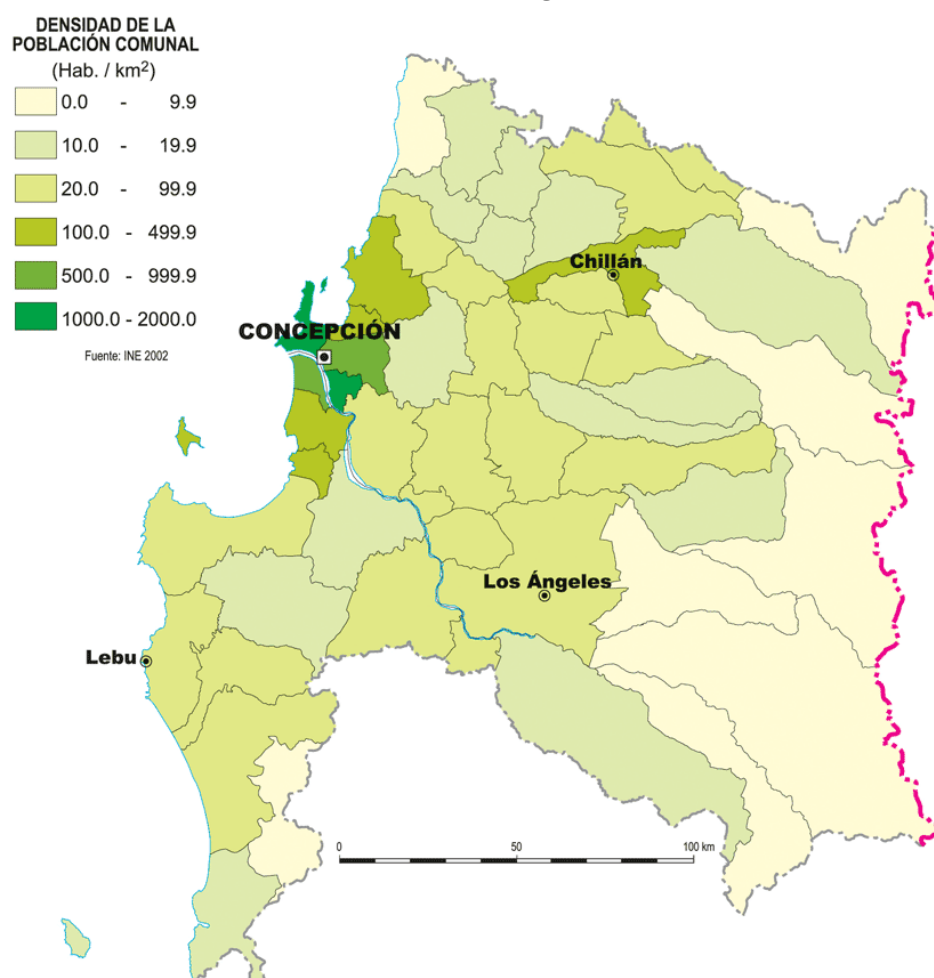 DENSIDAD DE LA
POBLACIÓN COMUNAL
(Hab. / km²)
0.0 - 9.9
10.0 - 19.9
20.0 - 99.9
100.0 - 499.9
500.0 - 999.9
1000.0 - 2000.0
Fuente: INE 2002
Chillán
CONCEPCIÓN
Los Ángeles
Lebu
0 50 100 km